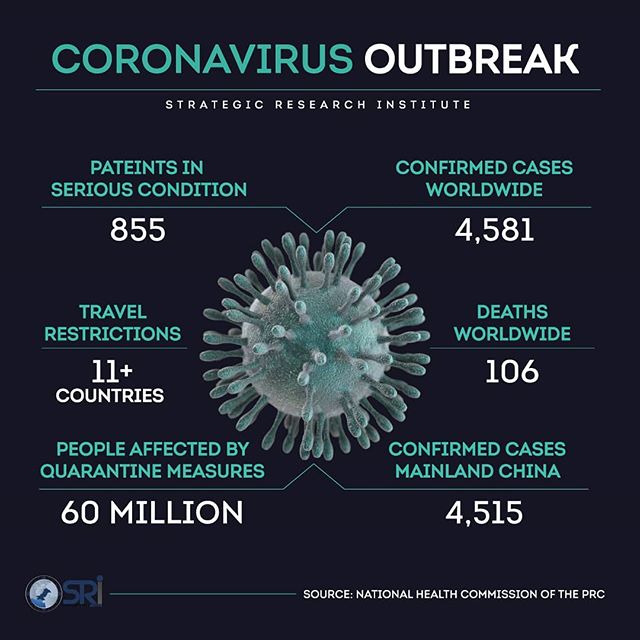 CORONAVIRUS OUTBREAK
STRATEGIC RESEARCH INSTITUTE
PATEINTS IN
SERIOUS CONDITION
855
CONFIRMED CASES
WORLDWIDE
4,581
TRAVEL
RESTRICTIONS
11+
COUNTRIES
DEATHS
WORLDWIDE
106
PEOPLE AFFECTED BY
QUARANTINE MEASURES
60 MILLION
CONFIRMED CASES
MAINLAND CHINA
4,515
SRI
SOURCE: NATIONAL HEALTH COMMISSION OF THE PRC